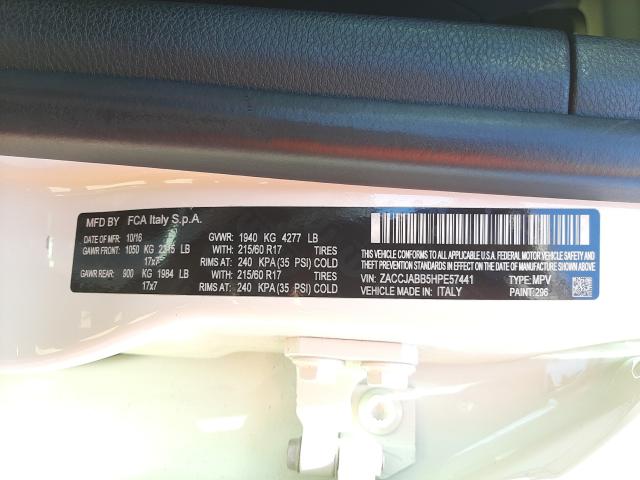 MFD BY FCA Italy S.p.A.
DATE OF MFR: 10/16 GVWR: 1940 KG 4277 LB
GAWR FRONT: 1050 KG 2315 LB WITH: 215/60 R17 TIRES
17x7 RIMS AT: 240 KPA (35 PSI) COLD
GAWR REAR: 900 KG 1984 LB WITH: 215/60 R17 TIRES
17x7 RIMS AT: 240 KPA (35 PSI) COLD
THIS VEHICLE CONFORMS TO ALL APPLICABLE U.S.A. FEDERAL MOTOR VEHICLE SAFETY AND
THEFT PREVENTION STANDARDS IN EFFECT ON THE DATE OF MANUFACTURE SHOWN ABOVE.
VIN: ZACCJABB5HPE57441 TYPE: MPV
VEHICLE MADE IN: ITALY PAINT: 296